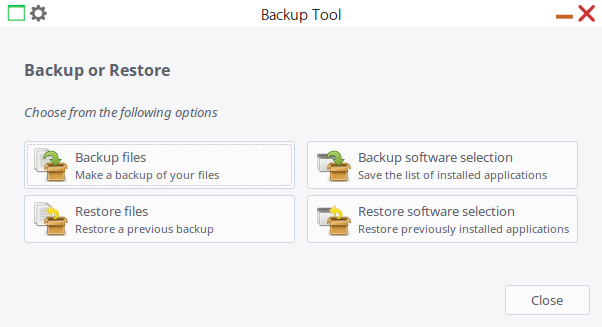 Backup Tool
Backup or Restore
Choose from the following options
Backup files
Make a backup of your files
Backup software selection
Save the list of installed applications
Restore files
Restore a previous backup
Restore software selection
Restore previously installed applications
Close